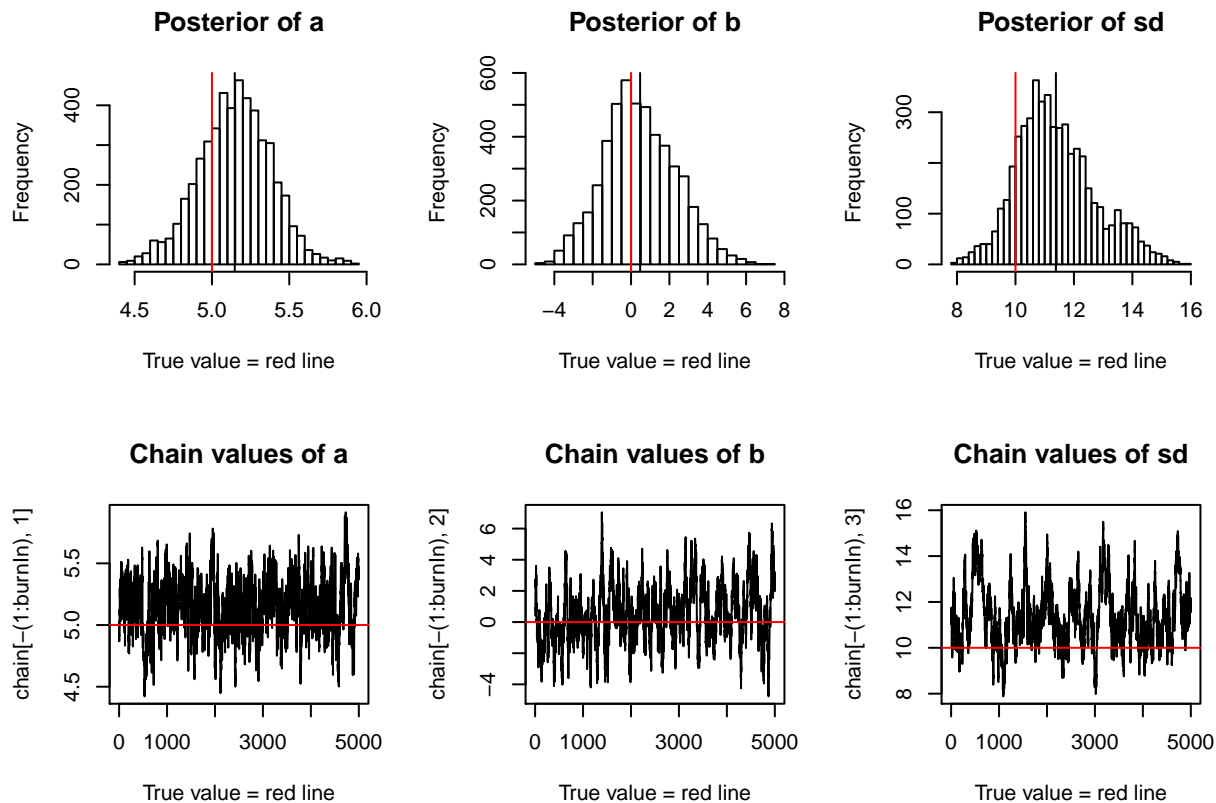 Posterior of a
Frequency
0
200
400
4.5
5.0
5.5
6.0
True value = red line
Posterior of b
Frequency
0
200
400
600
−4
0
2
4
6
8
True value = red line
Posterior of sd
Frequency
0
100
300
8
10
12
14
16
True value = red line
Chain values of a
chain[−(1:burnIn), 1]
4.5
5.0
5.5
0
1000
3000
5000
True value = red line
Chain values of b
chain[−(1:burnIn), 2]
−4
0
2
4
6
0
1000
3000
5000
True value = red line
Chain values of sd
chain[−(1:burnIn), 3]
8
10
12
14
16
0
1000
3000
5000
True value = red line